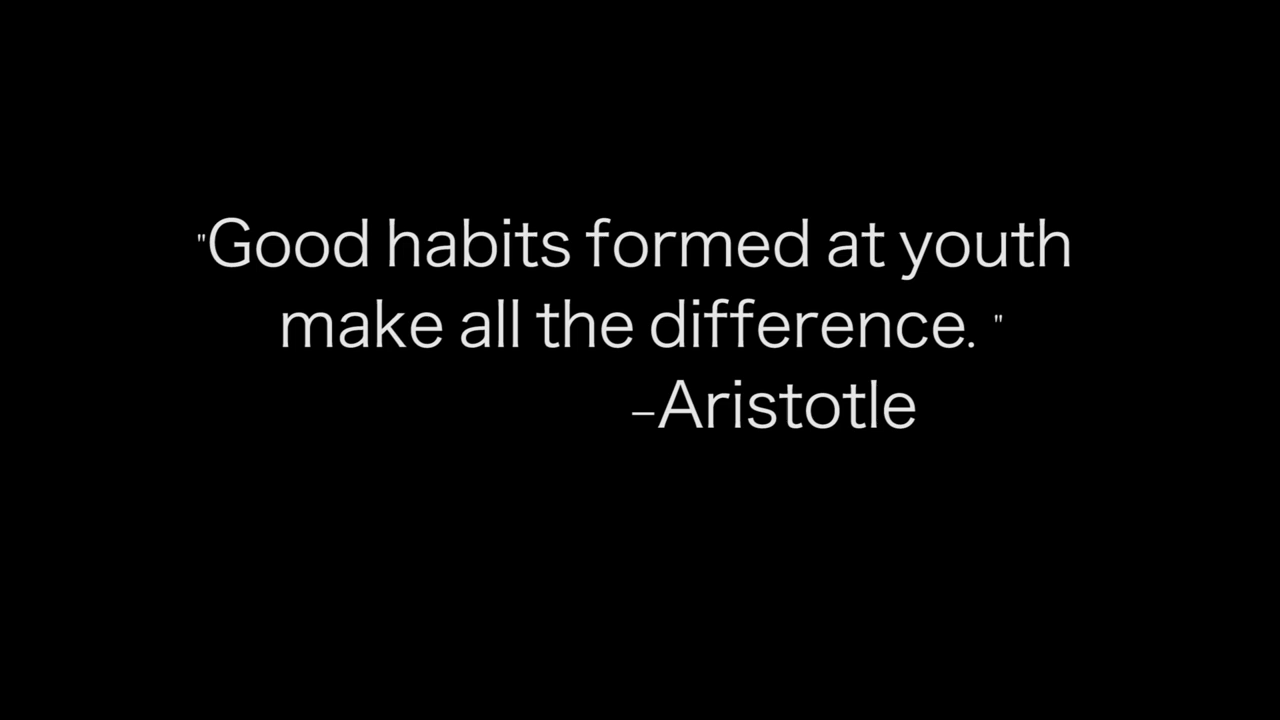 "Good habits formed at youth
make all the difference. "
–Aristotle